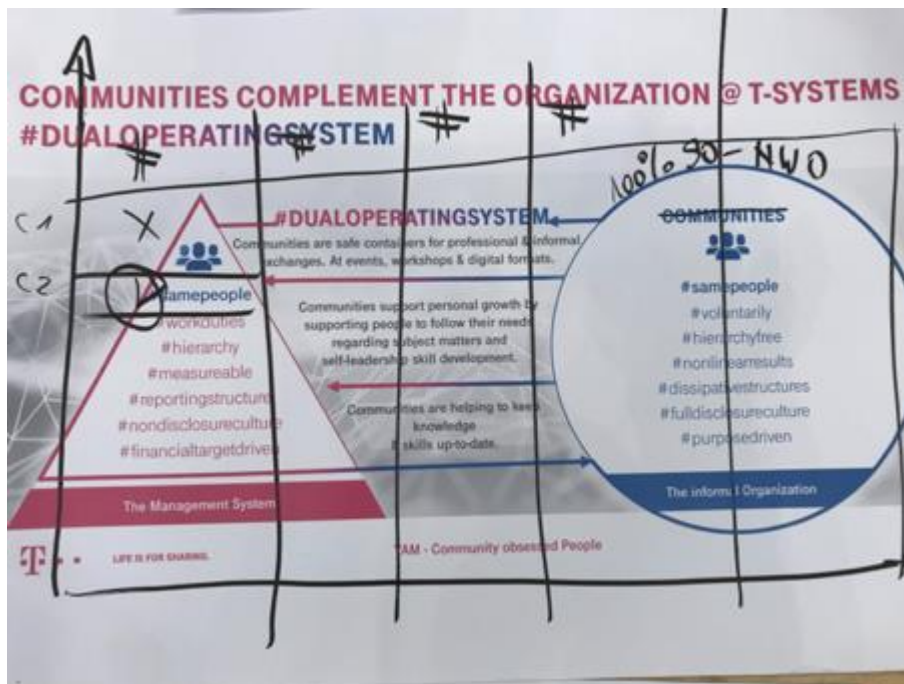 COMMUNITIES COMPLEMENT THE ORGANIZATION @ T-SYSTEMS
#DUALOPERATINGSYSTEM
# # # #
100% 90 - NWO
C1
X
C2
#samepeople
#workduties
#hierarchy
#measureable
#reportingstructure
#nondisclosureculture
#financialtargetdriven
The Management System
#DUALOPERATINGSYSTEM
Communities are safe containers for professional & informal
exchanges. At events, workshops & digital formats.
Communities support personal growth by
supporting people to follow their needs
regarding subject matters and
self-leadership skill development.
Communities are helping to keep
knowledge
skills up-to-date.
COMMUNITIES
#samepeople
#voluntarily
#hierarchyfree
#nonlinearresults
#dissipativestructures
#fulldisclosureculture
#purposedriven
The informal Organization
T
LIFE IS FOR SHARING.
- Community obsessed People